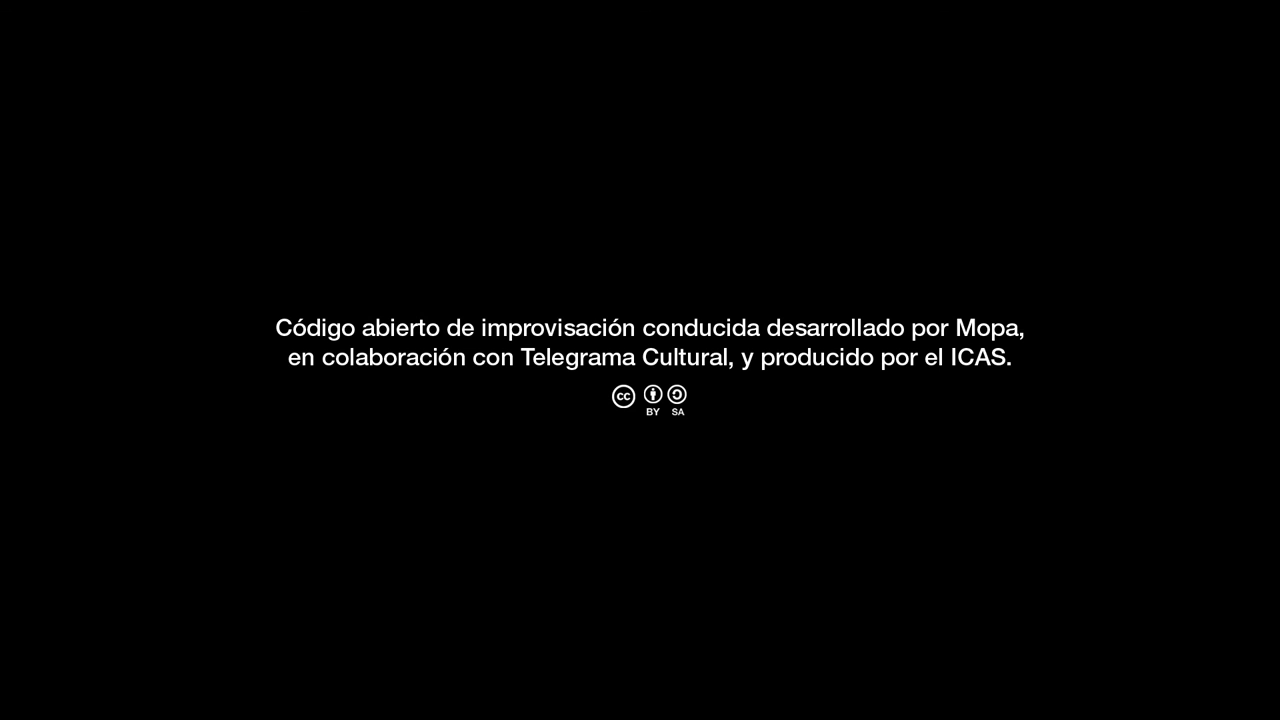 Código abierto de improvisación conducida desarrollado por Mopa,
en colaboración con Telegrama Cultural, y producido por el ICAS.
cc
BY SA